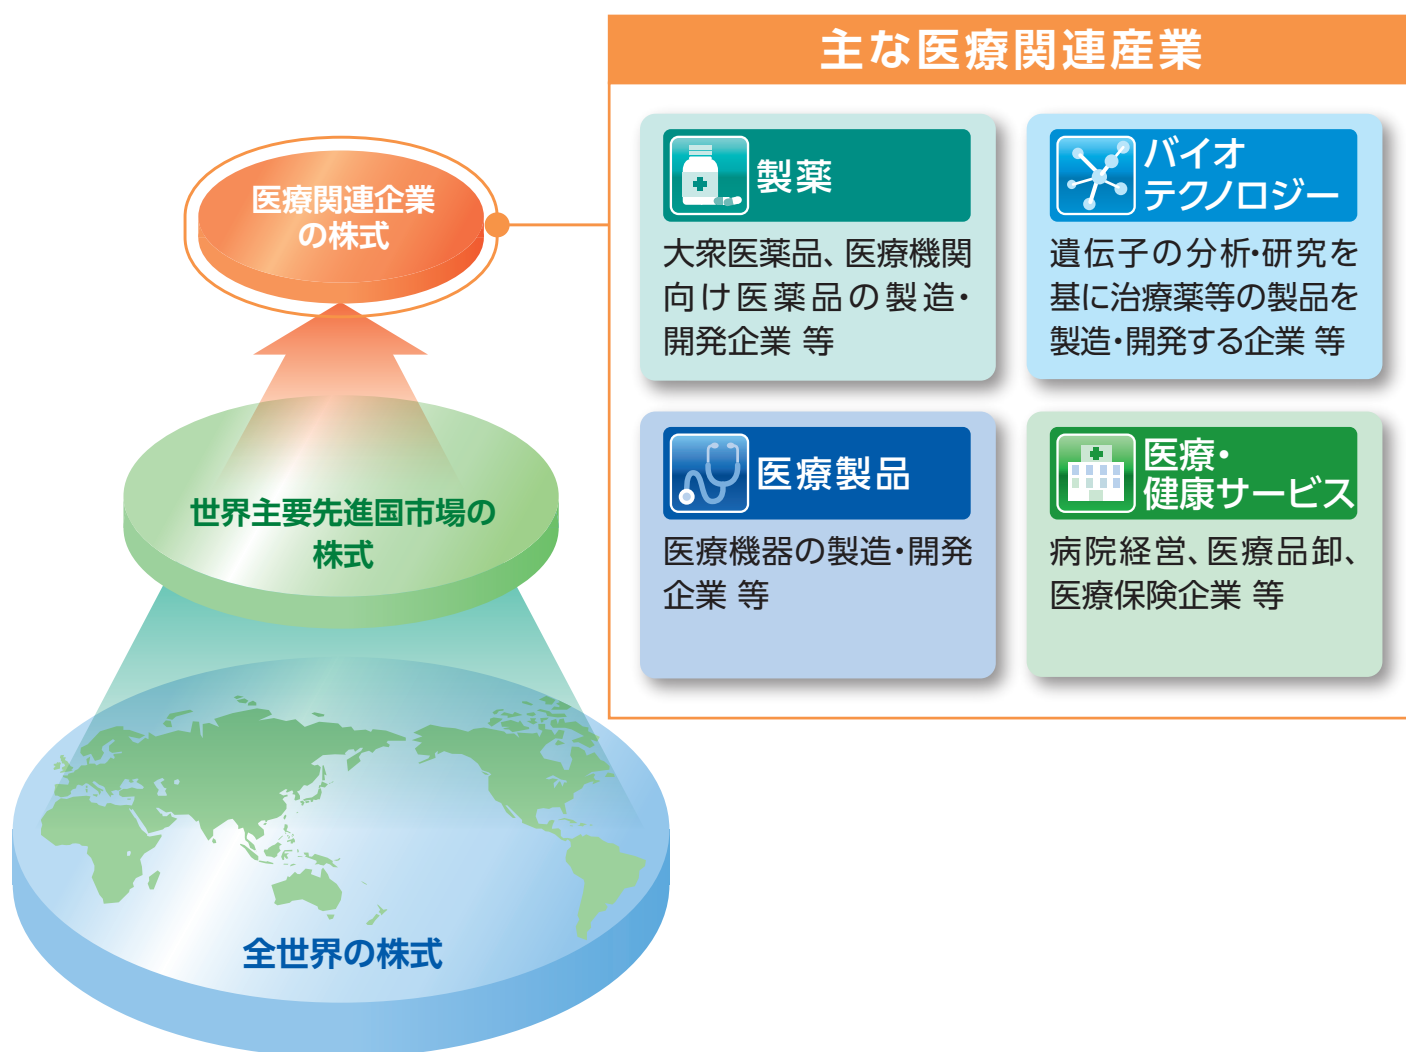 主な医療関連産業
医療関連企業
の株式
世界主要先進国市場の
株式
全世界の株式
製薬
大衆医薬品、医療機関
向け医薬品の製造・
開発企業 等
バイオ
テクノロジー
遺伝子の分析・研究を
基に治療薬等の製品を
製造・開発する企業 等
医療製品
医療機器の製造・開発
企業 等
医療・
健康サービス
病院経営、医療品卸、
医療保険企業 等